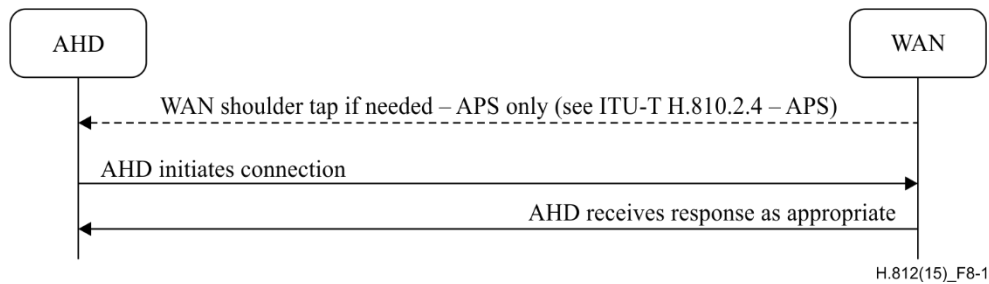 AHD
WAN
WAN shoulder tap if needed – APS only (see ITU-T H.810.2.4 – APS)
AHD initiates connection
AHD receives response as appropriate
H.812(15)_F8-1